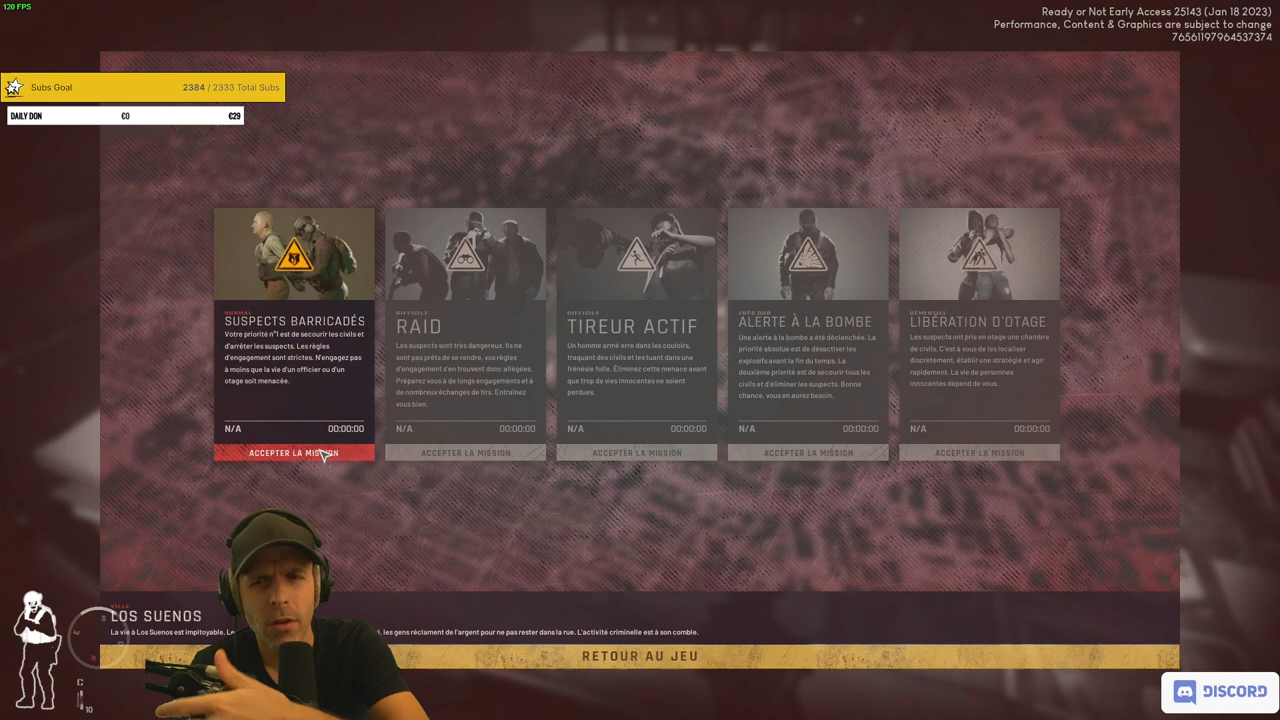 120 FPS
Ready or Not Early Access 25143 (Jan 18 2023)
Performance, Content & Graphics are subject to change
76561197964537374
Subs Goal 2384 / 2333 Total Subs
DAILY DON €0 €29
NORMAL
SUSPECTS BARRICADÉS
Votre priorité n°1 est de secourir les civils et
d'arrêter les suspects. Les règles
d'engagement sont strictes. N'engagez pas
à moins que la vie d'un officier ou d'un
otage soit menacée.
N/A 00:00:00
ACCEPTER LA MISSION
DIFFICILE
RAID
Les suspects sont très dangereux. Ils ne
sont pas prêts de se rendre, vos règles
d'engagement s'en trouvent donc allégées.
Préparez vous à de longs engagements et à
de nombreux échanges de tirs. Entraînez
vous bien.
N/A 00:00:00
ACCEPTER LA MISSION
DIFFICILE
TIREUR ACTIF
Un homme armé erre dans les couloirs,
traquant des civils et les tuant dans une
frénésie folle. Éliminez cette menace avant
que trop de vies innocentes ne soient
perdues.
N/A 00:00:00
ACCEPTER LA MISSION
TRÈS DUR
ALERTE À LA BOMBE
Une alerte à la bombe a été déclenchée. La
priorité absolue est de désactiver les
explosifs avant la fin du temps. La
deuxième priorité est de secourir tous les
civils et d'éliminer les suspects. Bonne
chance, vous en aurez besoin.
N/A 00:00:00
ACCEPTER LA MISSION
DÉMENTIEL
LIBÉRATION D'OTAGE
Les suspects ont pris en otage une chambre
de civils. C'est à vous de les localiser
discrètement, établir une stratégie et agir
rapidement. La vie de personnes
innocentes dépend de vous.
N/A 00:00:00
ACCEPTER LA MISSION
VILLE
LOS SUENOS
La vie à Los Suenos est impitoyable. Le les gens réclament de l'argent pour ne pas rester dans la rue. L'activité criminelle est à son comble.
RETOUR AU JEU
10
DISCORD